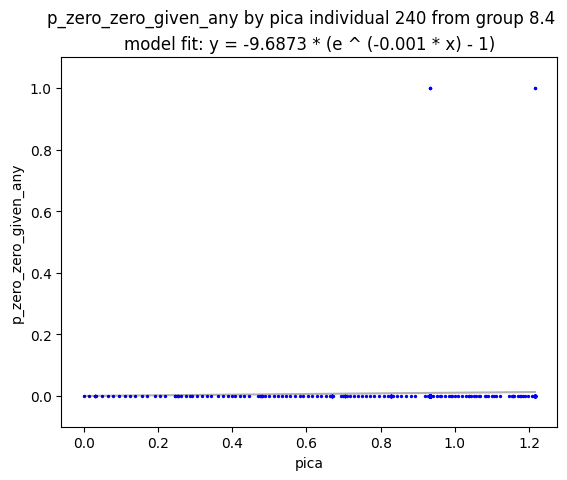 p_zero_zero_given_any by pica individual 240 from group 8.4
model fit: y = -9.6873 * (e ^ (-0.001 * x) - 1)
1.0
0.8
0.6
0.4
0.2
0.0
p_zero_zero_given_any
0.0 0.2 0.4 0.6 0.8 1.0 1.2
pica